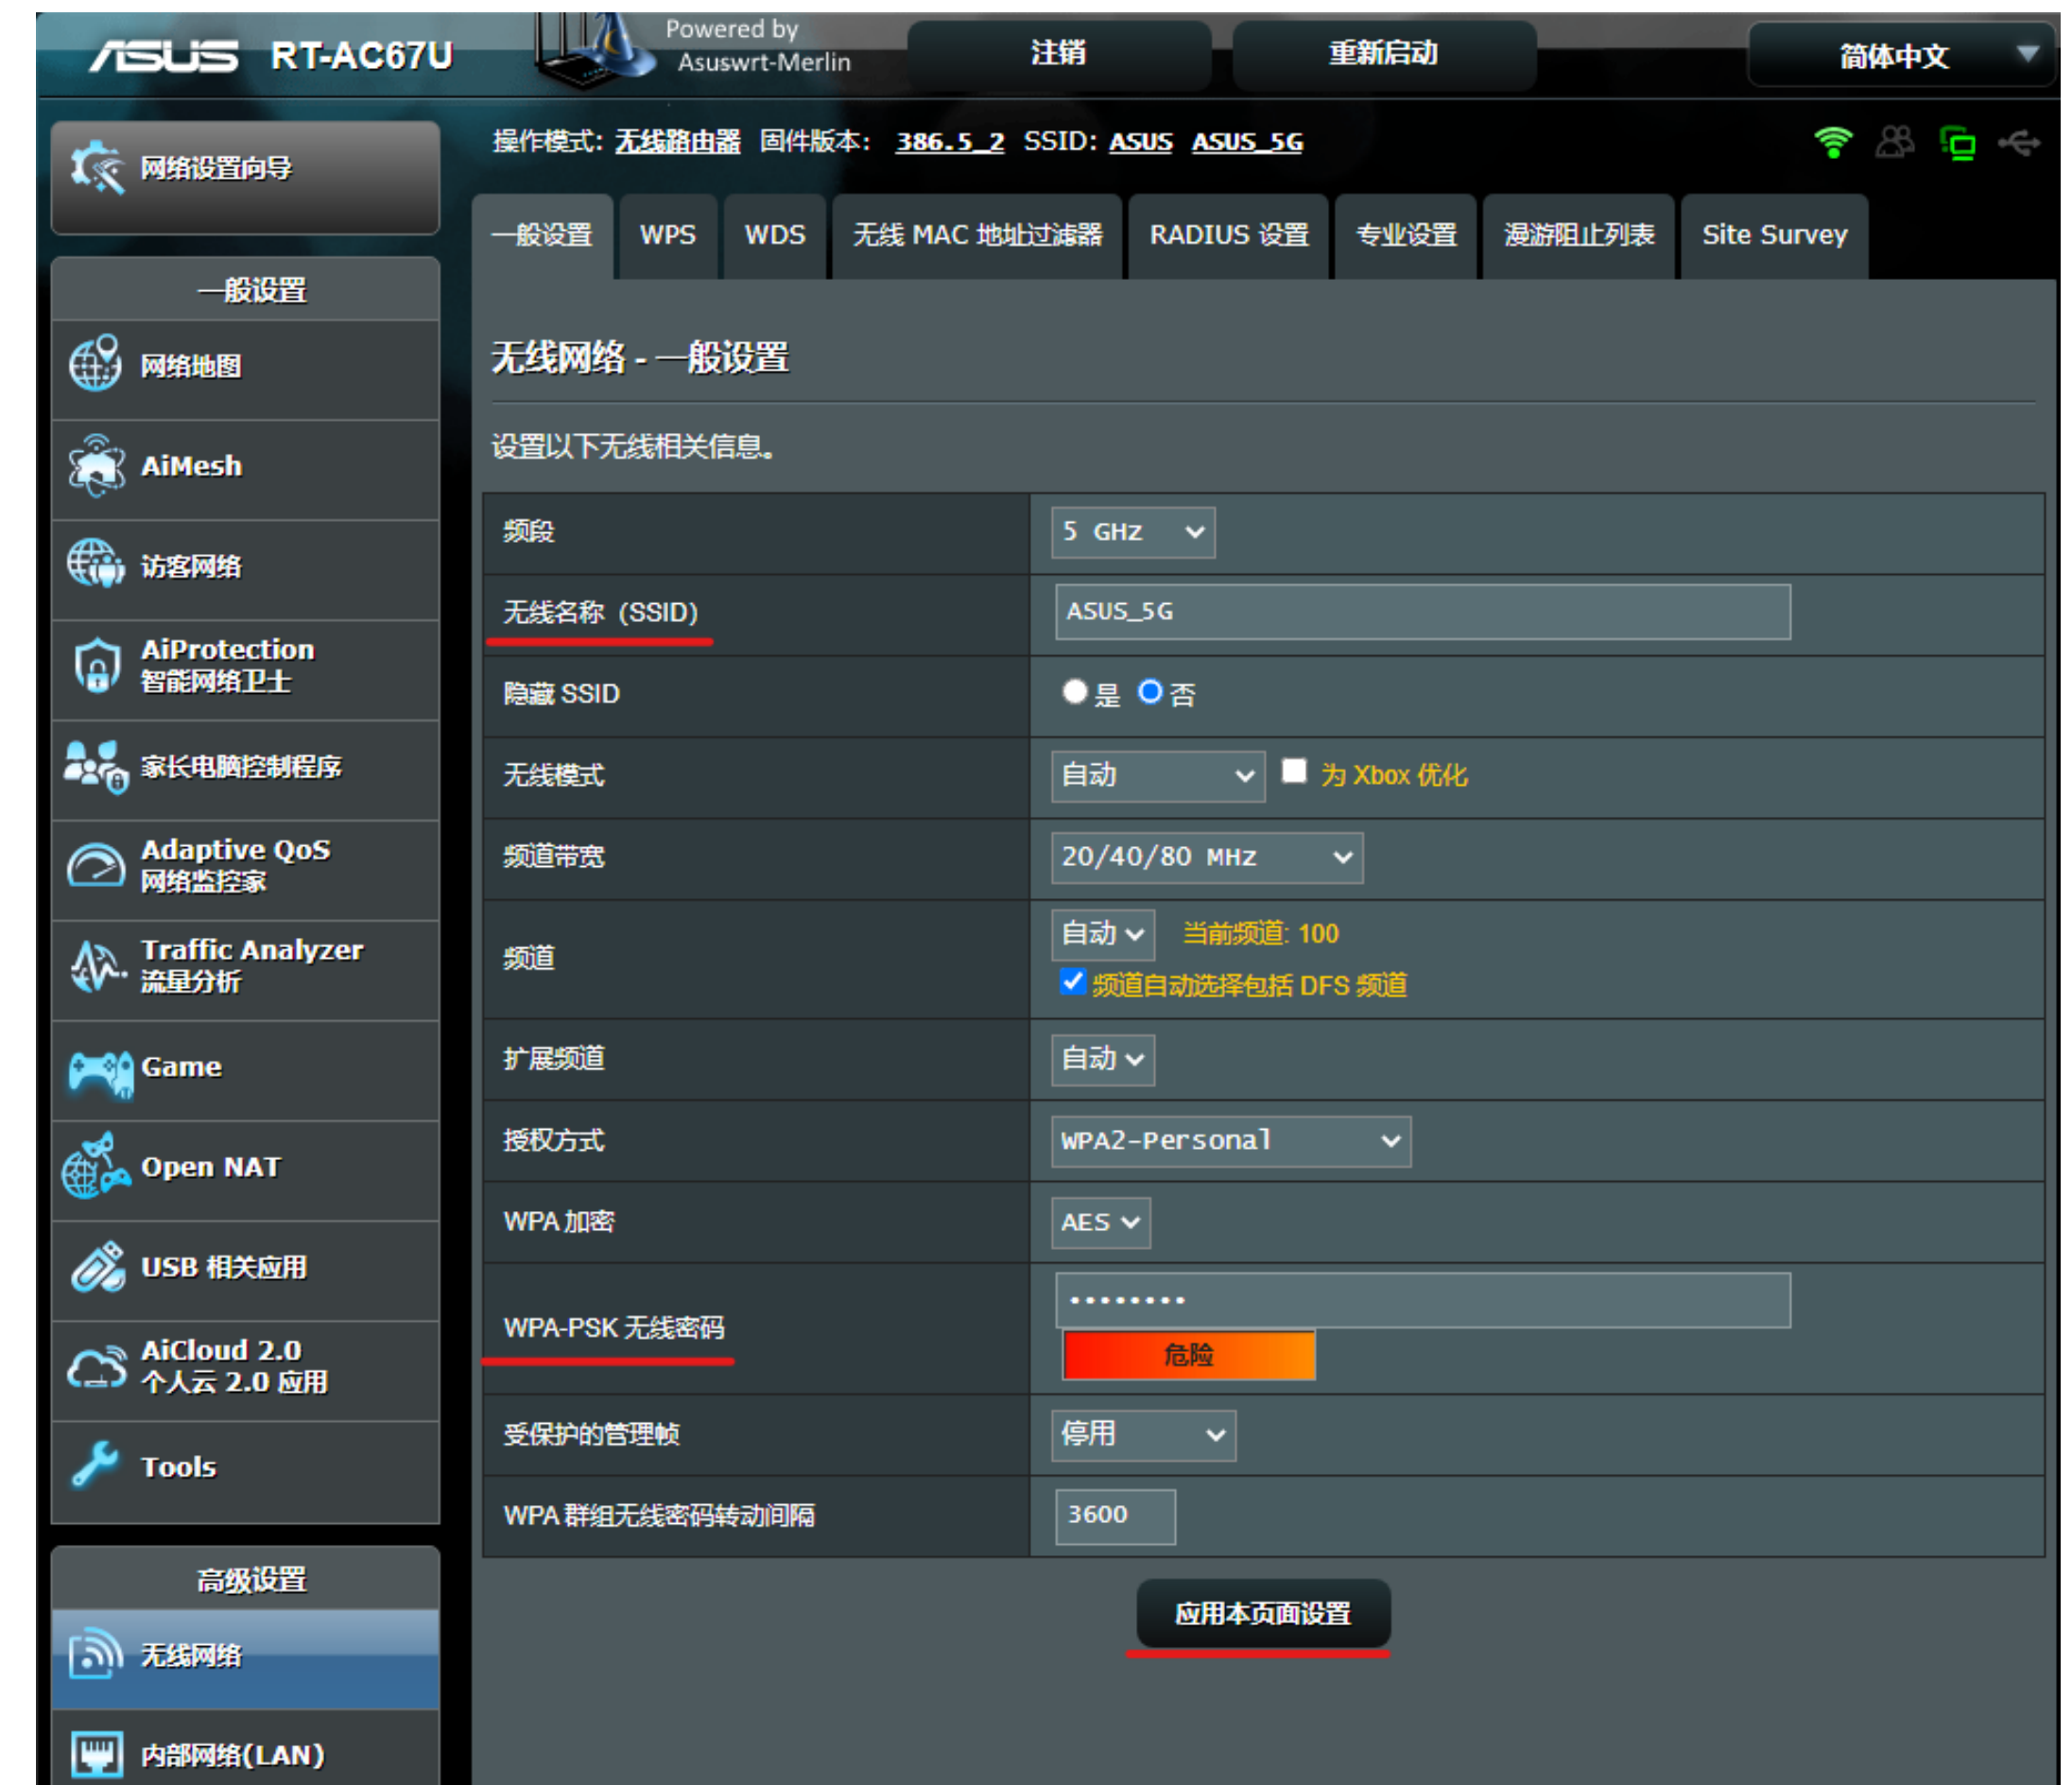 ASUS RT-AC67U
Powered by
Asuswrt-Merlin
注销
重新启动
简体中文
网络设置向导
操作模式: 无线路由器 固件版本: 386.5_2 SSID: ASUS ASUS_5G
一般设置 WPS WDS 无线 MAC 地址过滤器 RADIUS 设置 专业设置 漫游阻止列表 Site Survey
一般设置
网络地图
AiMesh
访客网络
AiProtection
智能网络卫士
家长电脑控制程序
Adaptive QoS
网络监控家
Traffic Analyzer
流量分析
Game
Open NAT
USB 相关应用
AiCloud 2.0
个人云 2.0 应用
Tools
高级设置
无线网络
内部网络(LAN)
无线网络 - 一般设置
设置以下无线相关信息。
频段 5 GHz
无线名称 (SSID) ASUS_5G
隐藏 SSID 是 否
无线模式 自动 为 Xbox 优化
频道带宽 20/40/80 MHz
频道 自动 当前频道: 100
频道自动选择包括 DFS 频道
扩展频道 自动
授权方式 WPA2-Personal
WPA 加密 AES
WPA-PSK 无线密码 ••••••••
危险
受保护的管理帧 停用
WPA 群组无线密码转动间隔 3600
应用本页面设置